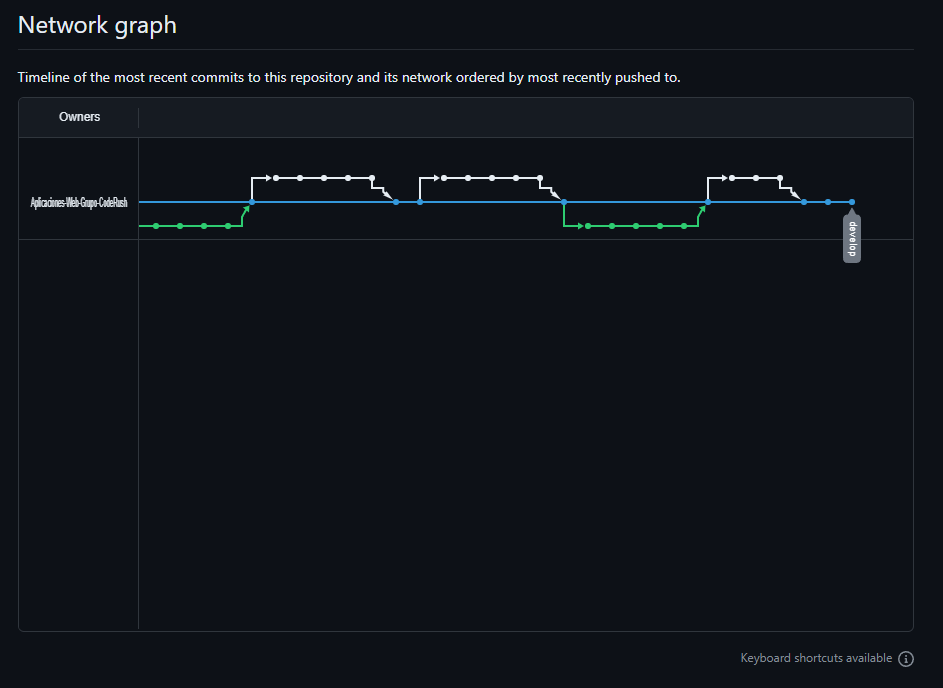 Network graph
Timeline of the most recent commits to this repository and its network ordered by most recently pushed to.
Owners
Aplicaciones-Web-Grupo-CodeRush
develop
Keyboard shortcuts available